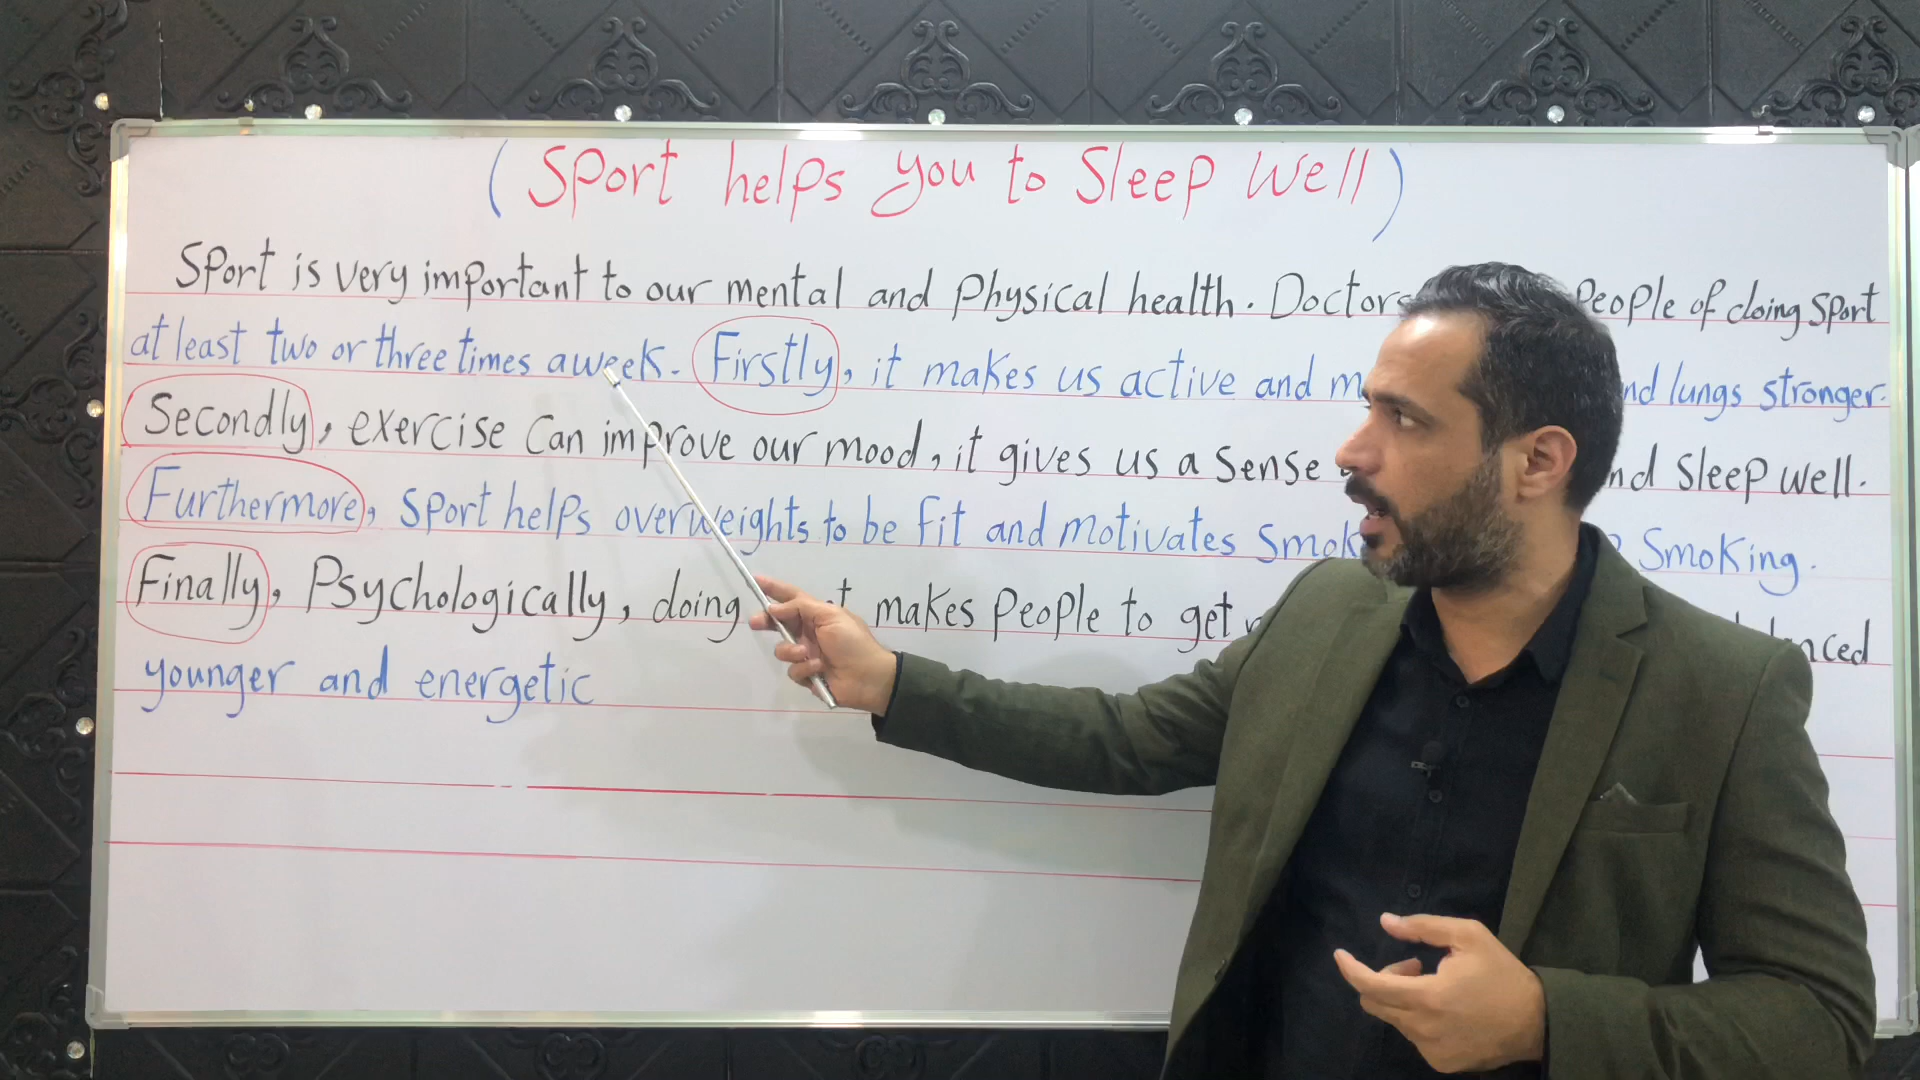 (Sport helps you to Sleep well)
Sport is very important to our mental and Physical health. Doctors People of doing sport
at least two or three times a week. Firstly, it makes us active and lungs stronger.
Secondly, exercise can improve our mood, it gives us a sense Sleep well.
Furthermore, Sport helps overweights to be fit and motivates Smoking.
Finally, Psychologically, doing makes People to get
younger and energetic